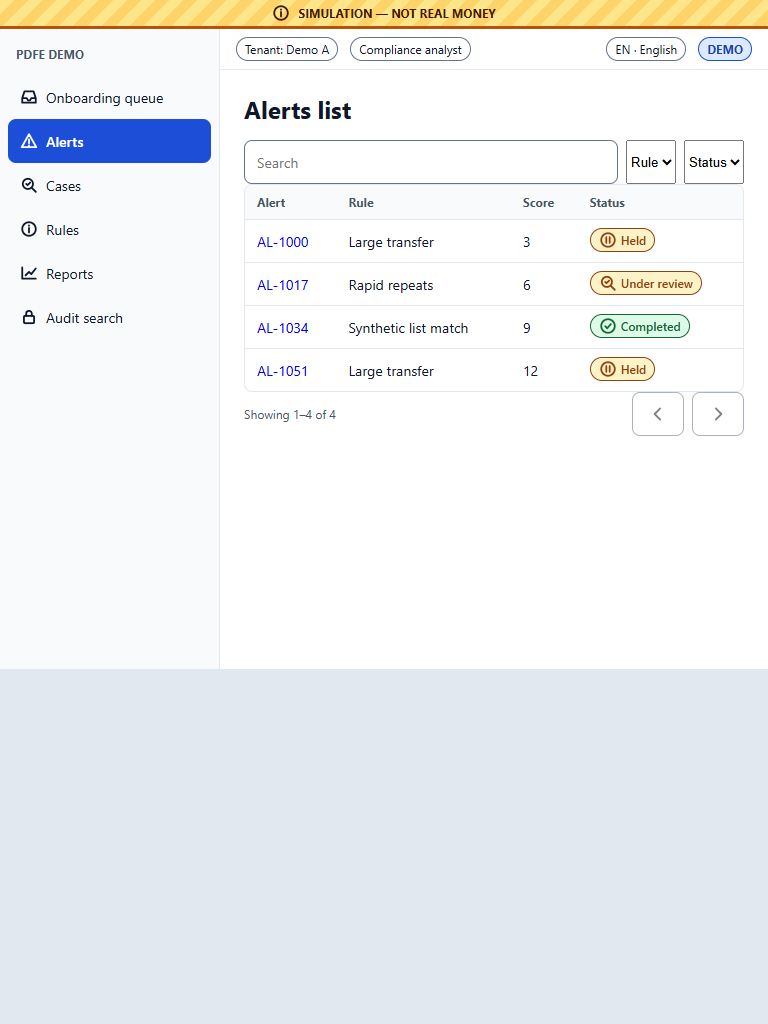 SIMULATION — NOT REAL MONEY
PDFE DEMO
Tenant: Demo A Compliance analyst EN · English DEMO
Onboarding queue
Alerts
Cases
Rules
Reports
Audit search
Alerts list
Search Rule Status
Alert Rule Score Status
AL-1000 Large transfer 3 Held
AL-1017 Rapid repeats 6 Under review
AL-1034 Synthetic list match 9 Completed
AL-1051 Large transfer 12 Held
Showing 1–4 of 4